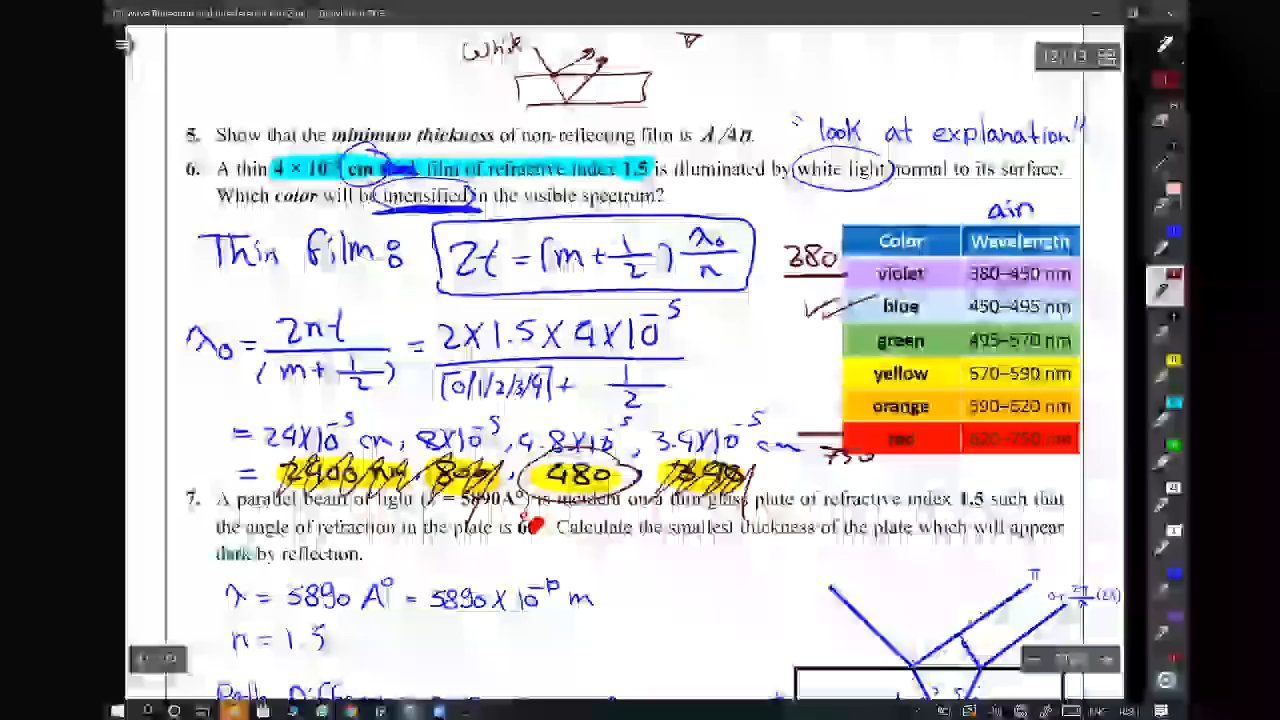 White
12/13
5. Show that the minimum thickness of non-reflecting film is λ/4n.
"look at explanation"
6. A thin 4 × 10⁻⁵ cm thick film of refractive index 1.5 is illuminated by white light normal to its surface.
Which color will be intensified in the visible spectrum?
air
Thin film: 2t = (m + 1/2) λ₀/n
380
Color Wavelength
violet 380–450 nm
blue 450–495 nm
green 495–570 nm
yellow 570–590 nm
orange 590–620 nm
red 620–750 nm
750
λ₀ = 2nt / (m + 1/2) = 2 × 1.5 × 4 × 10⁻⁵ / [0/1/2/3/4] + 1/2
= 24×10⁻⁵ cm, 8×10⁻⁵, 4.8×10⁻⁵, 3.4×10⁻⁵ cm
= 2400 nm, 800, 480
7. A parallel beam of light (λ = 5890A°) is incident on a thin glass plate of refractive index 1.5 such that
the angle of refraction in the plate is Calculate the smallest thickness of the plate which will appear
dark by reflection.
λ = 5890 A° = 5890 × 10⁻¹⁰ m
n = 1.5
π
or
Path